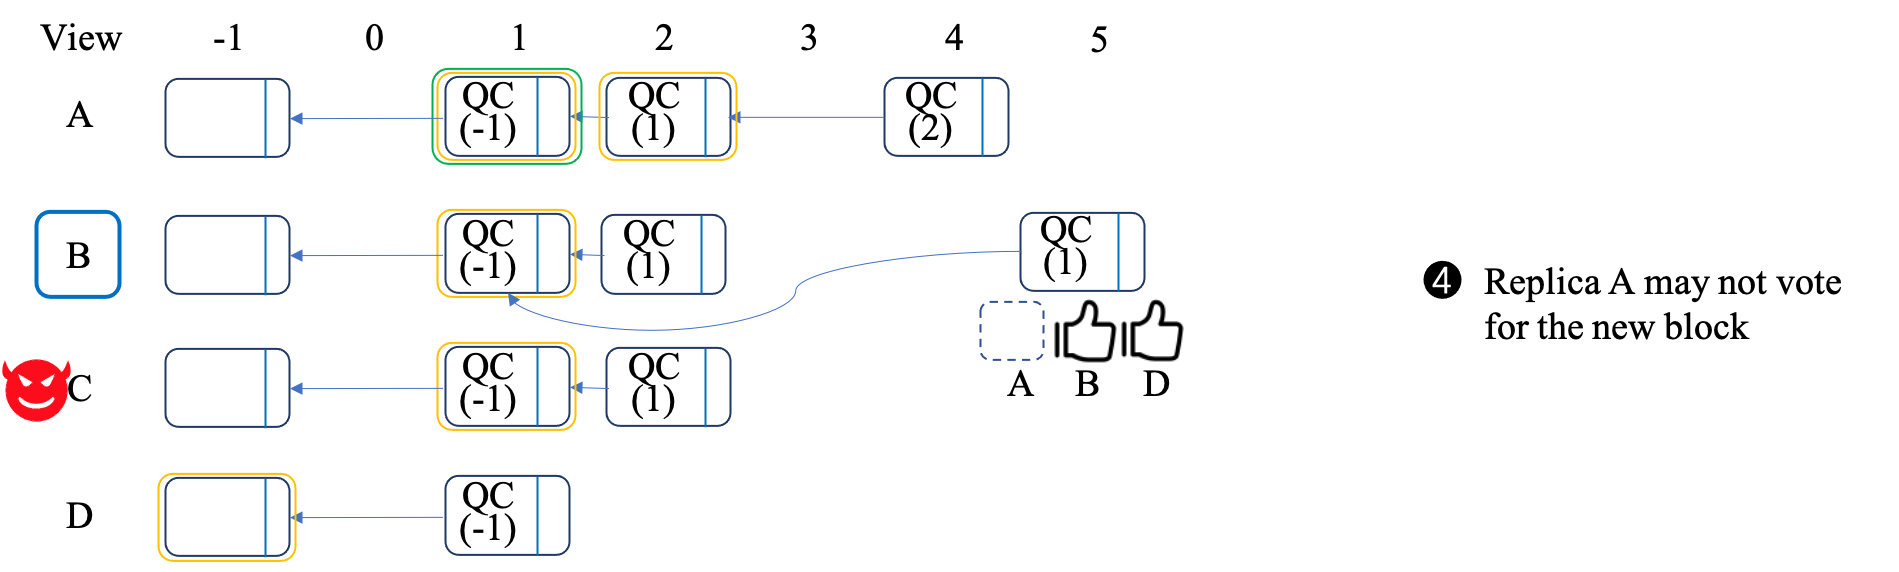 View -1 0 1 2 3 4 5
A
QC
(-1)
QC
(1)
QC
(2)
B
QC
(-1)
QC
(1)
QC
(1)
A B D
C
QC
(-1)
QC
(1)
D
QC
(-1)
4 Replica A may not vote
for the new block